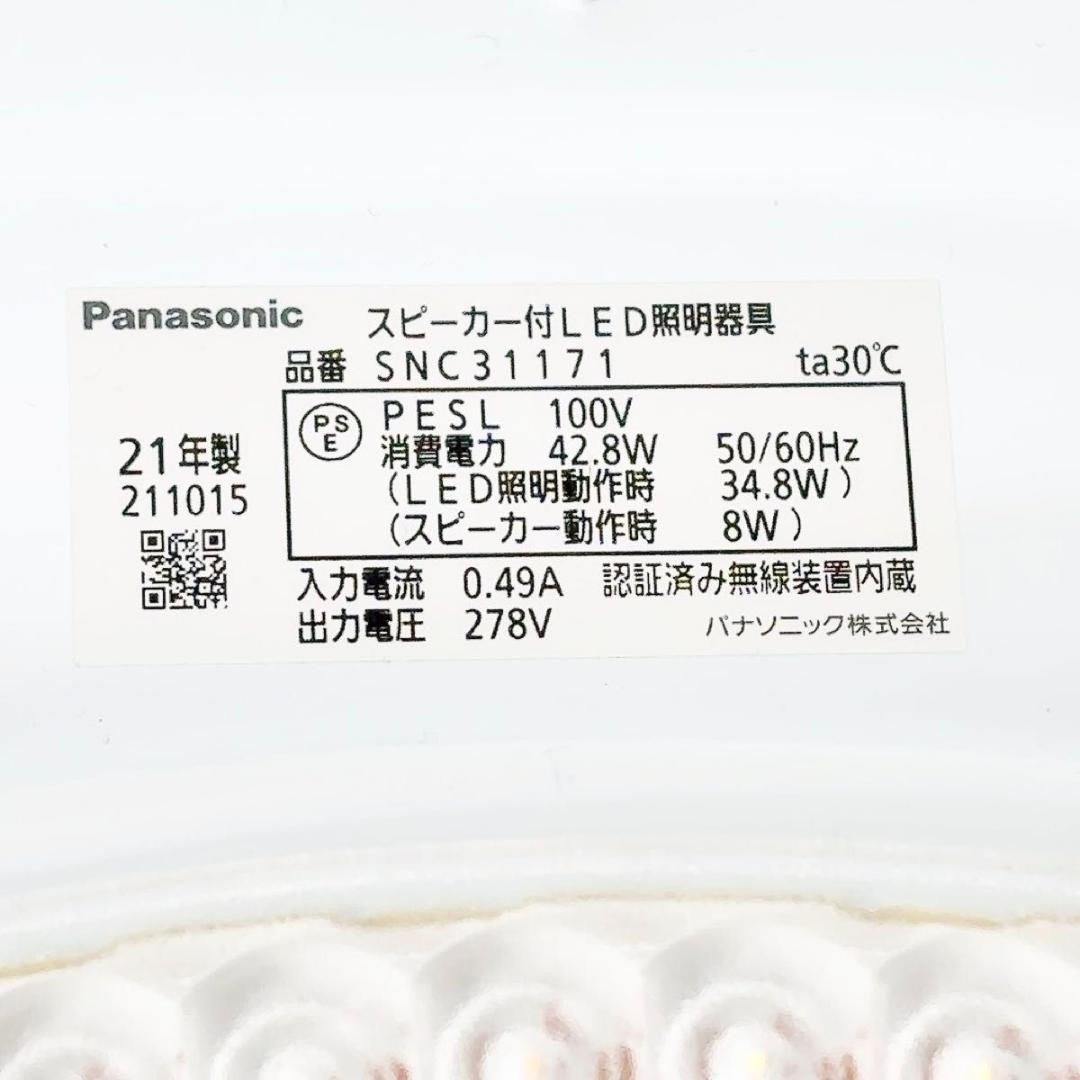 Panasonic スピーカー付LED照明器具
品番 SNC31171 ta30℃
PSE PESL 100V
21年製 消費電力 42.8W 50/60Hz
211015 (LED照明動作時 34.8W)
(スピーカー動作時 8W)
入力電流 0.49A 認証済み無線装置内蔵
出力電圧 278V パナソニック株式会社